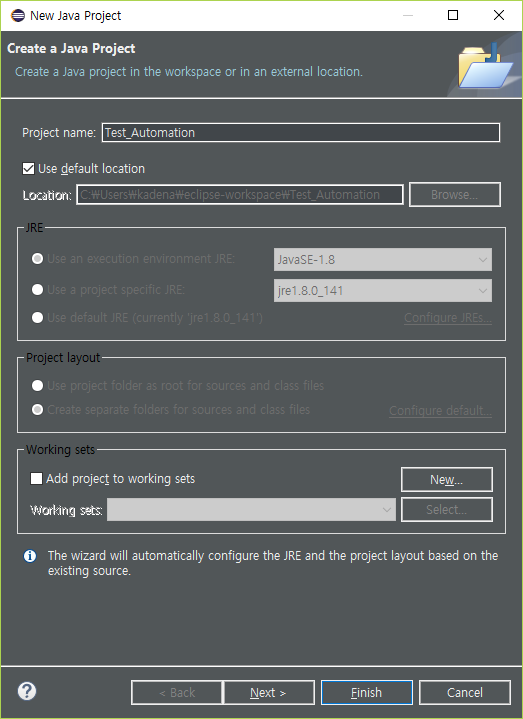 New Java Project
Create a Java Project
Create a Java project in the workspace or in an external location.
Project name: Test_Automation
Use default location
Location: C:₩Users₩kadena₩eclipse-workspace₩Test_Automation Browse...
JRE
Use an execution environment JRE: JavaSE-1.8
Use a project specific JRE: jre1.8.0_141
Use default JRE (currently 'jre1.8.0_141') Configure JREs...
Project layout
Use project folder as root for sources and class files
Create separate folders for sources and class files Configure default...
Working sets
Add project to working sets New...
Working sets: Select...
The wizard will automatically configure the JRE and the project layout based on the
existing source.
? < Back Next > Finish Cancel